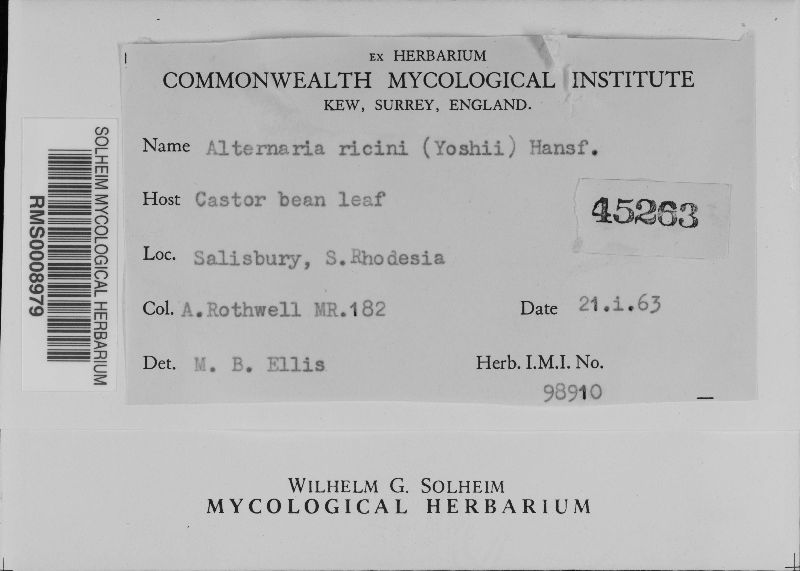 EX HERBARIUM
COMMONWEALTH MYCOLOGICAL INSTITUTE
KEW, SURREY, ENGLAND.
Name Alternaria ricini (Yoshii) Hansf.
Host Castor bean leaf
45263
Loc. Salisbury, S.Rhodesia
Col. A.Rothwell MR.182 Date 21.i.63
Det. M. B. Ellis Herb. I.M.I. No.
98910
SOLHEIM MYCOLOGICAL HERBARIUM
RMS0008979
WILHELM G. SOLHEIM
MYCOLOGICAL HERBARIUM